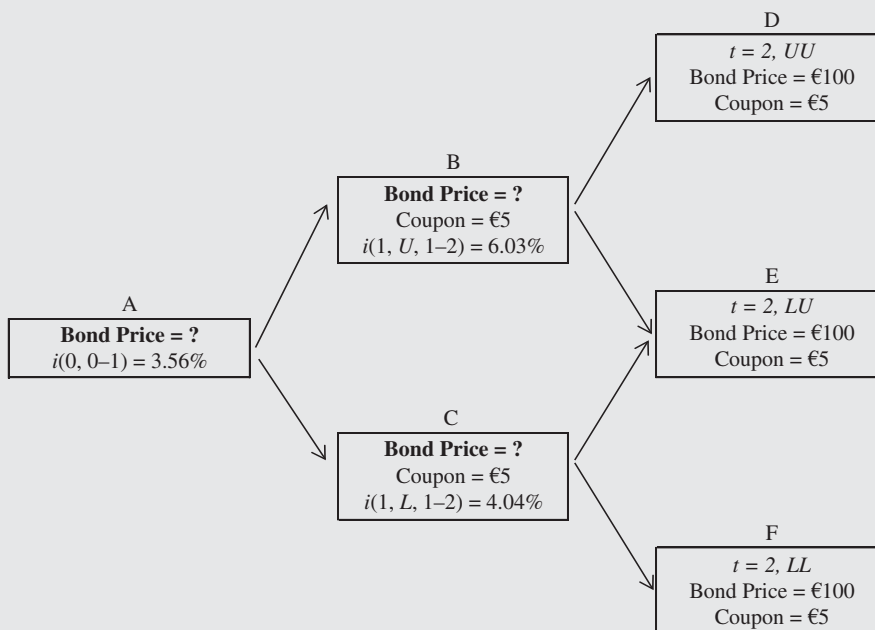 D
t = 2, UU
Bond Price = €100
Coupon = €5
B
Bond Price = ?
Coupon = €5
i(1, U, 1–2) = 6.03%
A
Bond Price = ?
i(0, 0–1) = 3.56%
E
t = 2, LU
Bond Price = €100
Coupon = €5
C
Bond Price = ?
Coupon = €5
i(1, L, 1–2) = 4.04%
F
t = 2, LL
Bond Price = €100
Coupon = €5